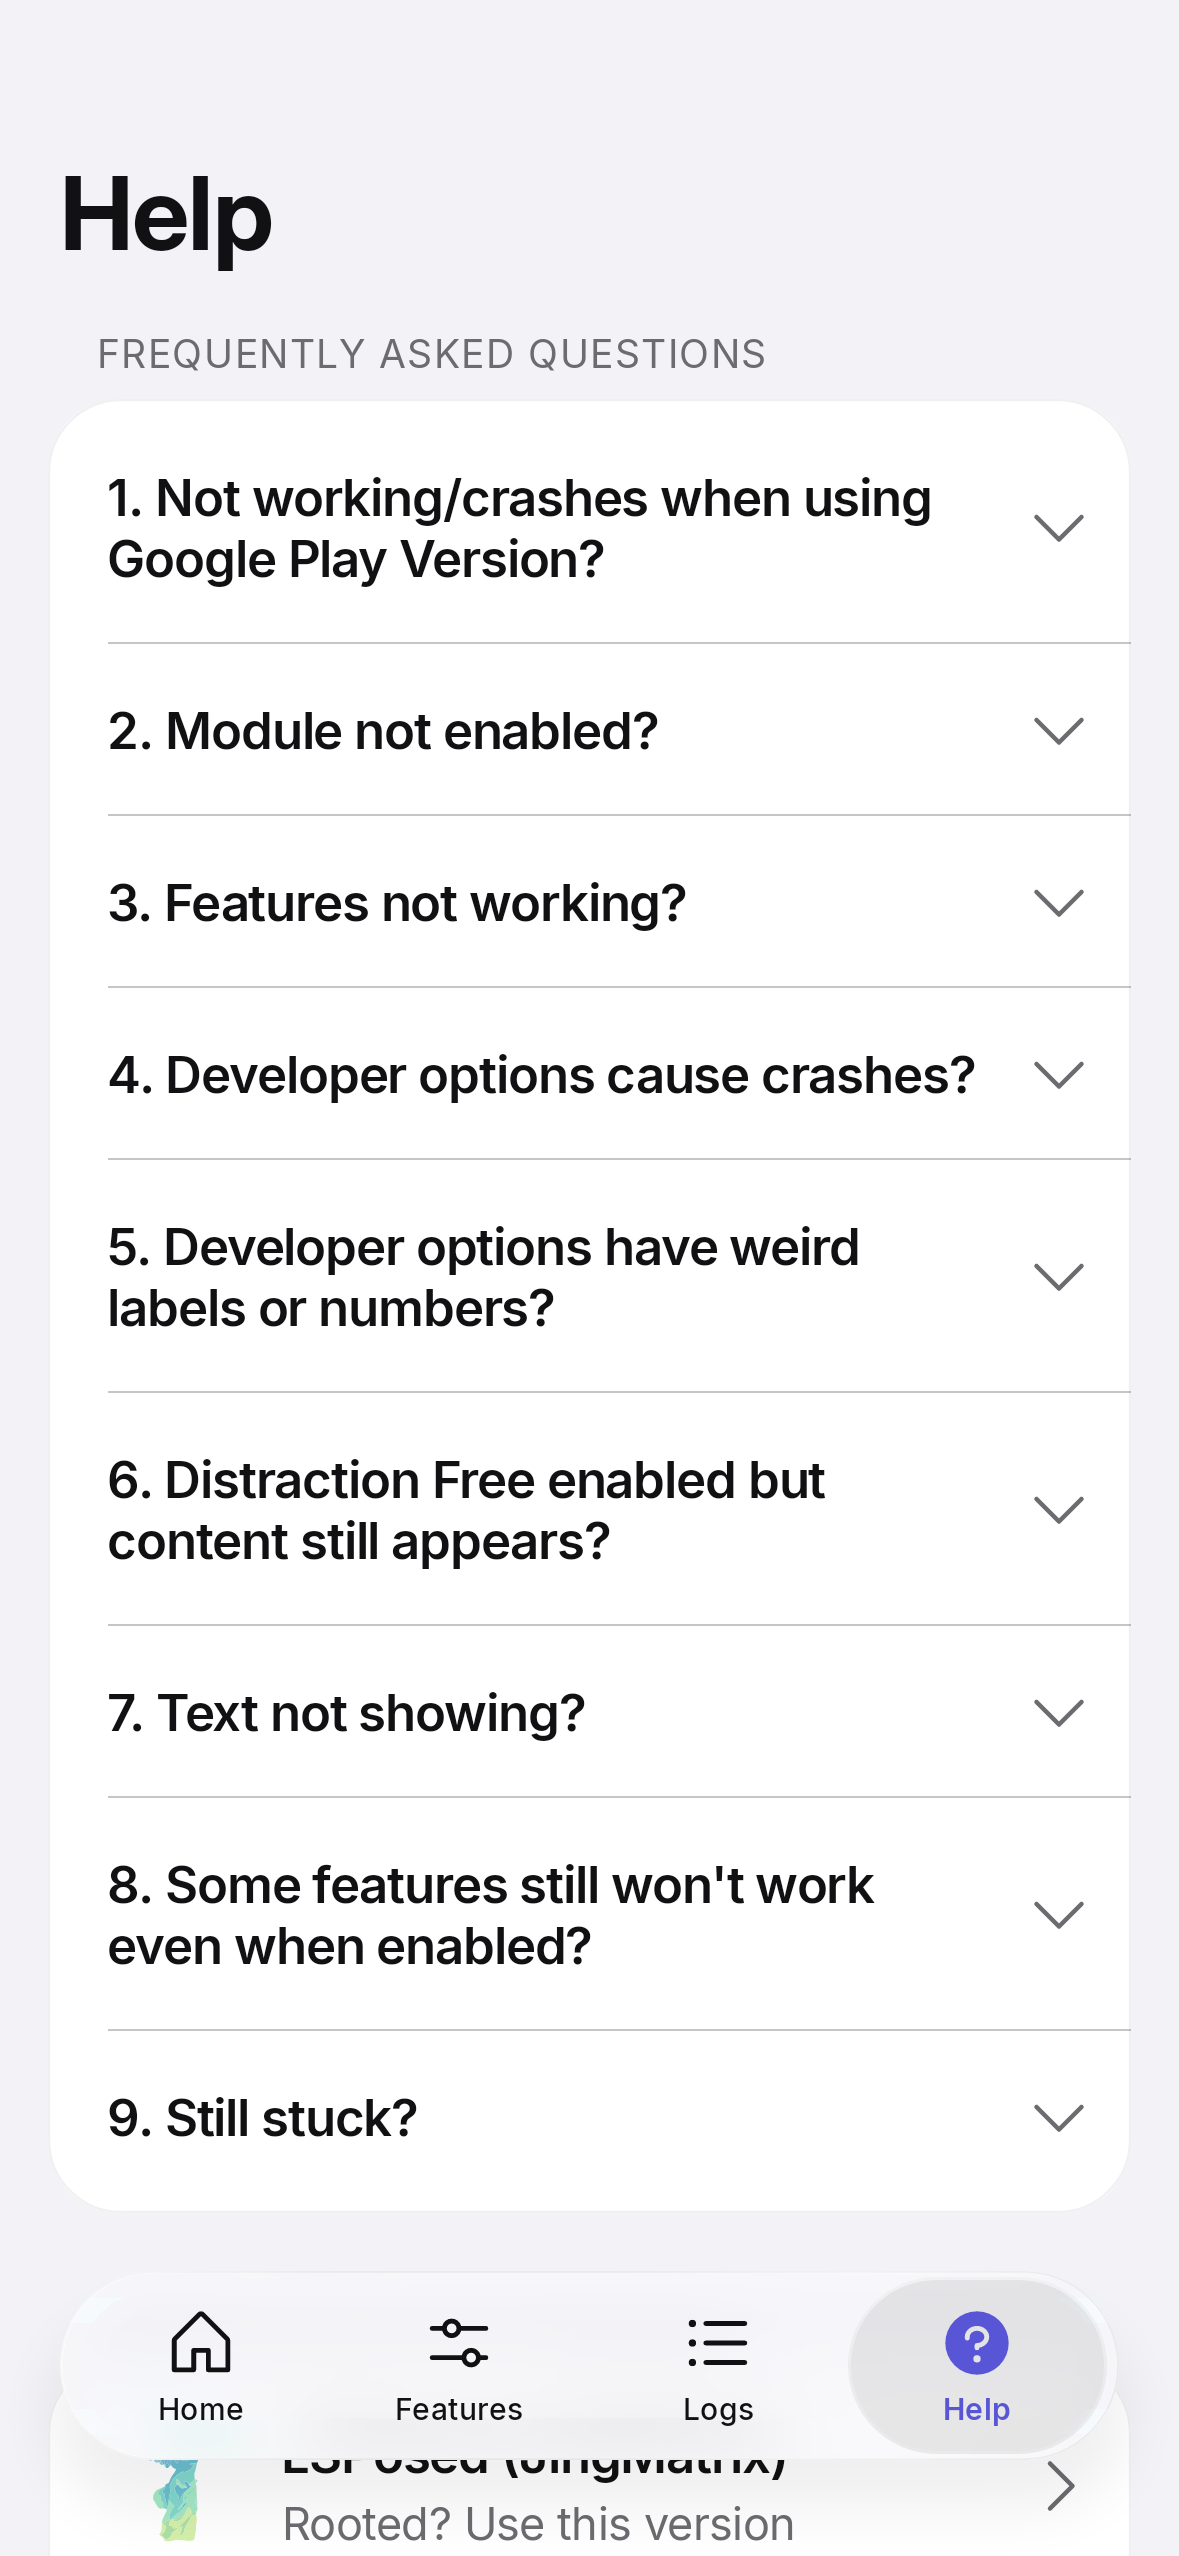 Help
FREQUENTLY ASKED QUESTIONS
1. Not working/crashes when using
Google Play Version?
2. Module not enabled?
3. Features not working?
4. Developer options cause crashes?
5. Developer options have weird
labels or numbers?
6. Distraction Free enabled but
content still appears?
7. Text not showing?
8. Some features still won't work
even when enabled?
9. Still stuck?
Home
Features
Logs
Help
LSPosed (JingMatrix)
Rooted? Use this version